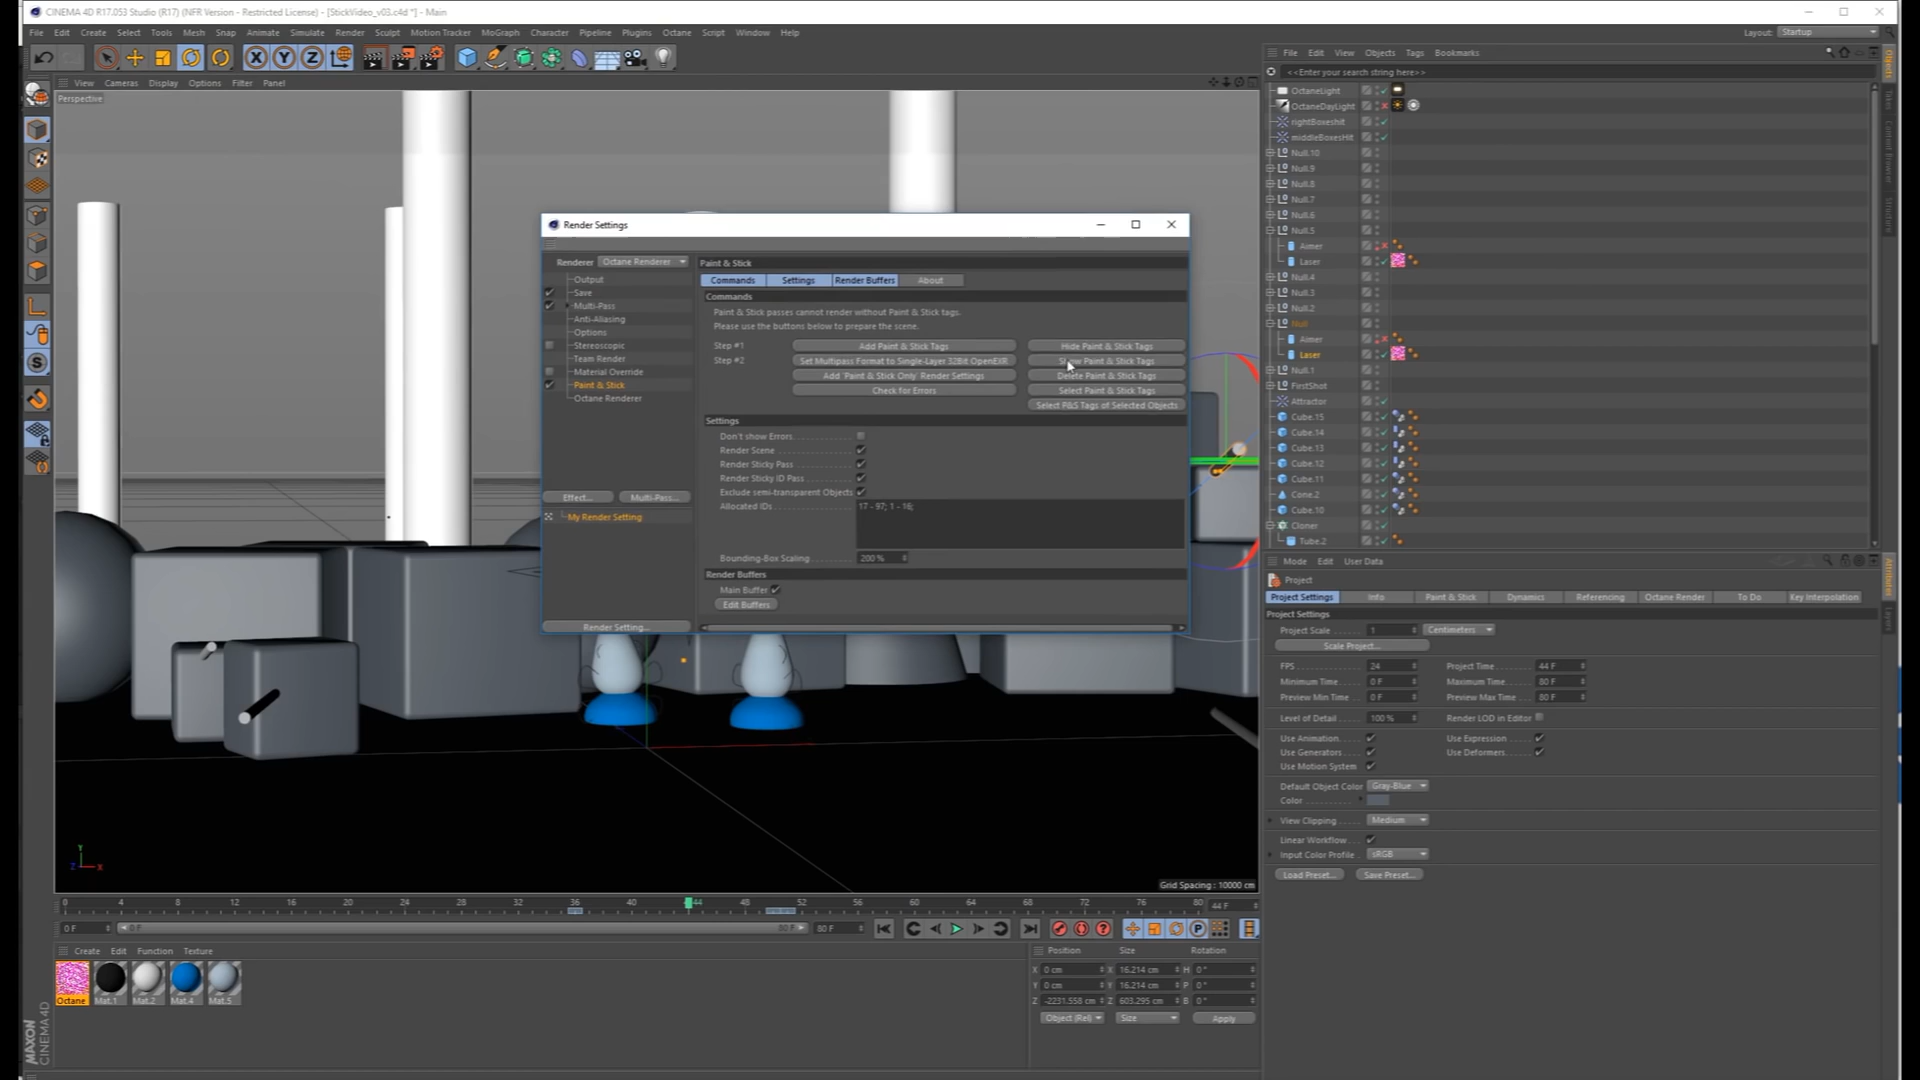 CINEMA 4D R17.053 Studio (R17) (NFR Version - Restricted License) - [StickVideo_v03.c4d *] - Main
File Edit Create Select Tools Mesh Snap Animate Simulate Render Sculpt Motion Tracker MoGraph Character Pipeline Plugins Octane Script Window Help
Layout: Startup
View Cameras Display Options Filter Panel
Perspective
File Edit View Objects Tags Bookmarks
<<Enter your search string here>>
OctaneLight
OctaneDayLight
rightBoxeshit
middleBoxesHit
Null.10
Null.9
Null.8
Null.7
Null.6
Null.5
Aimer
Laser
Null.4
Null.3
Null.2
Null
Aimer
Laser
Null.1
FirstShot
Attractor
Cube.15
Cube.14
Cube.13
Cube.12
Cube.11
Cone.2
Cube.10
Cloner
Tube.2
Objects
Takes
Content Browser
Structure
Render Settings
Renderer Octane Renderer
Output
Save
Multi-Pass
Anti-Aliasing
Options
Stereoscopic
Team Render
Material Override
Paint & Stick
Octane Renderer
Effect...
Multi-Pass...
My Render Setting
Render Setting...
Paint & Stick
Commands Settings Render Buffers About
Commands
Paint & Stick passes cannot render without Paint & Stick tags.
Please use the buttons below to prepare the scene.
Step #1 Add Paint & Stick Tags Hide Paint & Stick Tags
Step #2 Set Multipass Format to Single-Layer 32Bit OpenEXR Show Paint & Stick Tags
Add 'Paint & Stick Only' Render Settings Delete Paint & Stick Tags
Check for Errors Select Paint & Stick Tags
Select P&S Tags of Selected Objects
Settings
Don't show Errors
Render Scene
Render Sticky Pass
Render Sticky ID Pass
Exclude semi-transparent Objects
Allocated IDs 17 - 97; 1 - 16;
Bounding-Box Scaling 200 %
Render Buffers
Main Buffer
Edit Buffers
Mode Edit User Data
Project
Project Settings Info Paint & Stick Dynamics Referencing Octane Render To Do Key Interpolation
Project Settings
Project Scale 1 Centimeters
Scale Project...
FPS 24 Project Time 44 F
Minimum Time 0 F Maximum Time 80 F
Preview Min Time 0 F Preview Max Time 80 F
Level of Detail 100 % Render LOD in Editor
Use Animation Use Expression
Use Generators Use Deformers
Use Motion System
Default Object Color Gray-Blue
Color
View Clipping Medium
Linear Workflow
Input Color Profile sRGB
Load Preset... Save Preset...
Attributes
Layers
Y
Z X
Grid Spacing : 10000 cm
0 4 8 12 16 20 24 28 32 36 40 44 48 52 56 60 64 68 72 76 80 44 F
0 F 0 F 80 F 80 F
Create Edit Function Texture
Octane Mat.1 Mat.2 Mat.4 Mat.5
Position Size Rotation
X 0 cm X 16.214 cm H 0 °
Y 0 cm Y 16.214 cm P 0 °
Z -2231.558 cm Z 603.295 cm B 0 °
Object (Rel) Size Apply
MAXON
CINEMA 4D